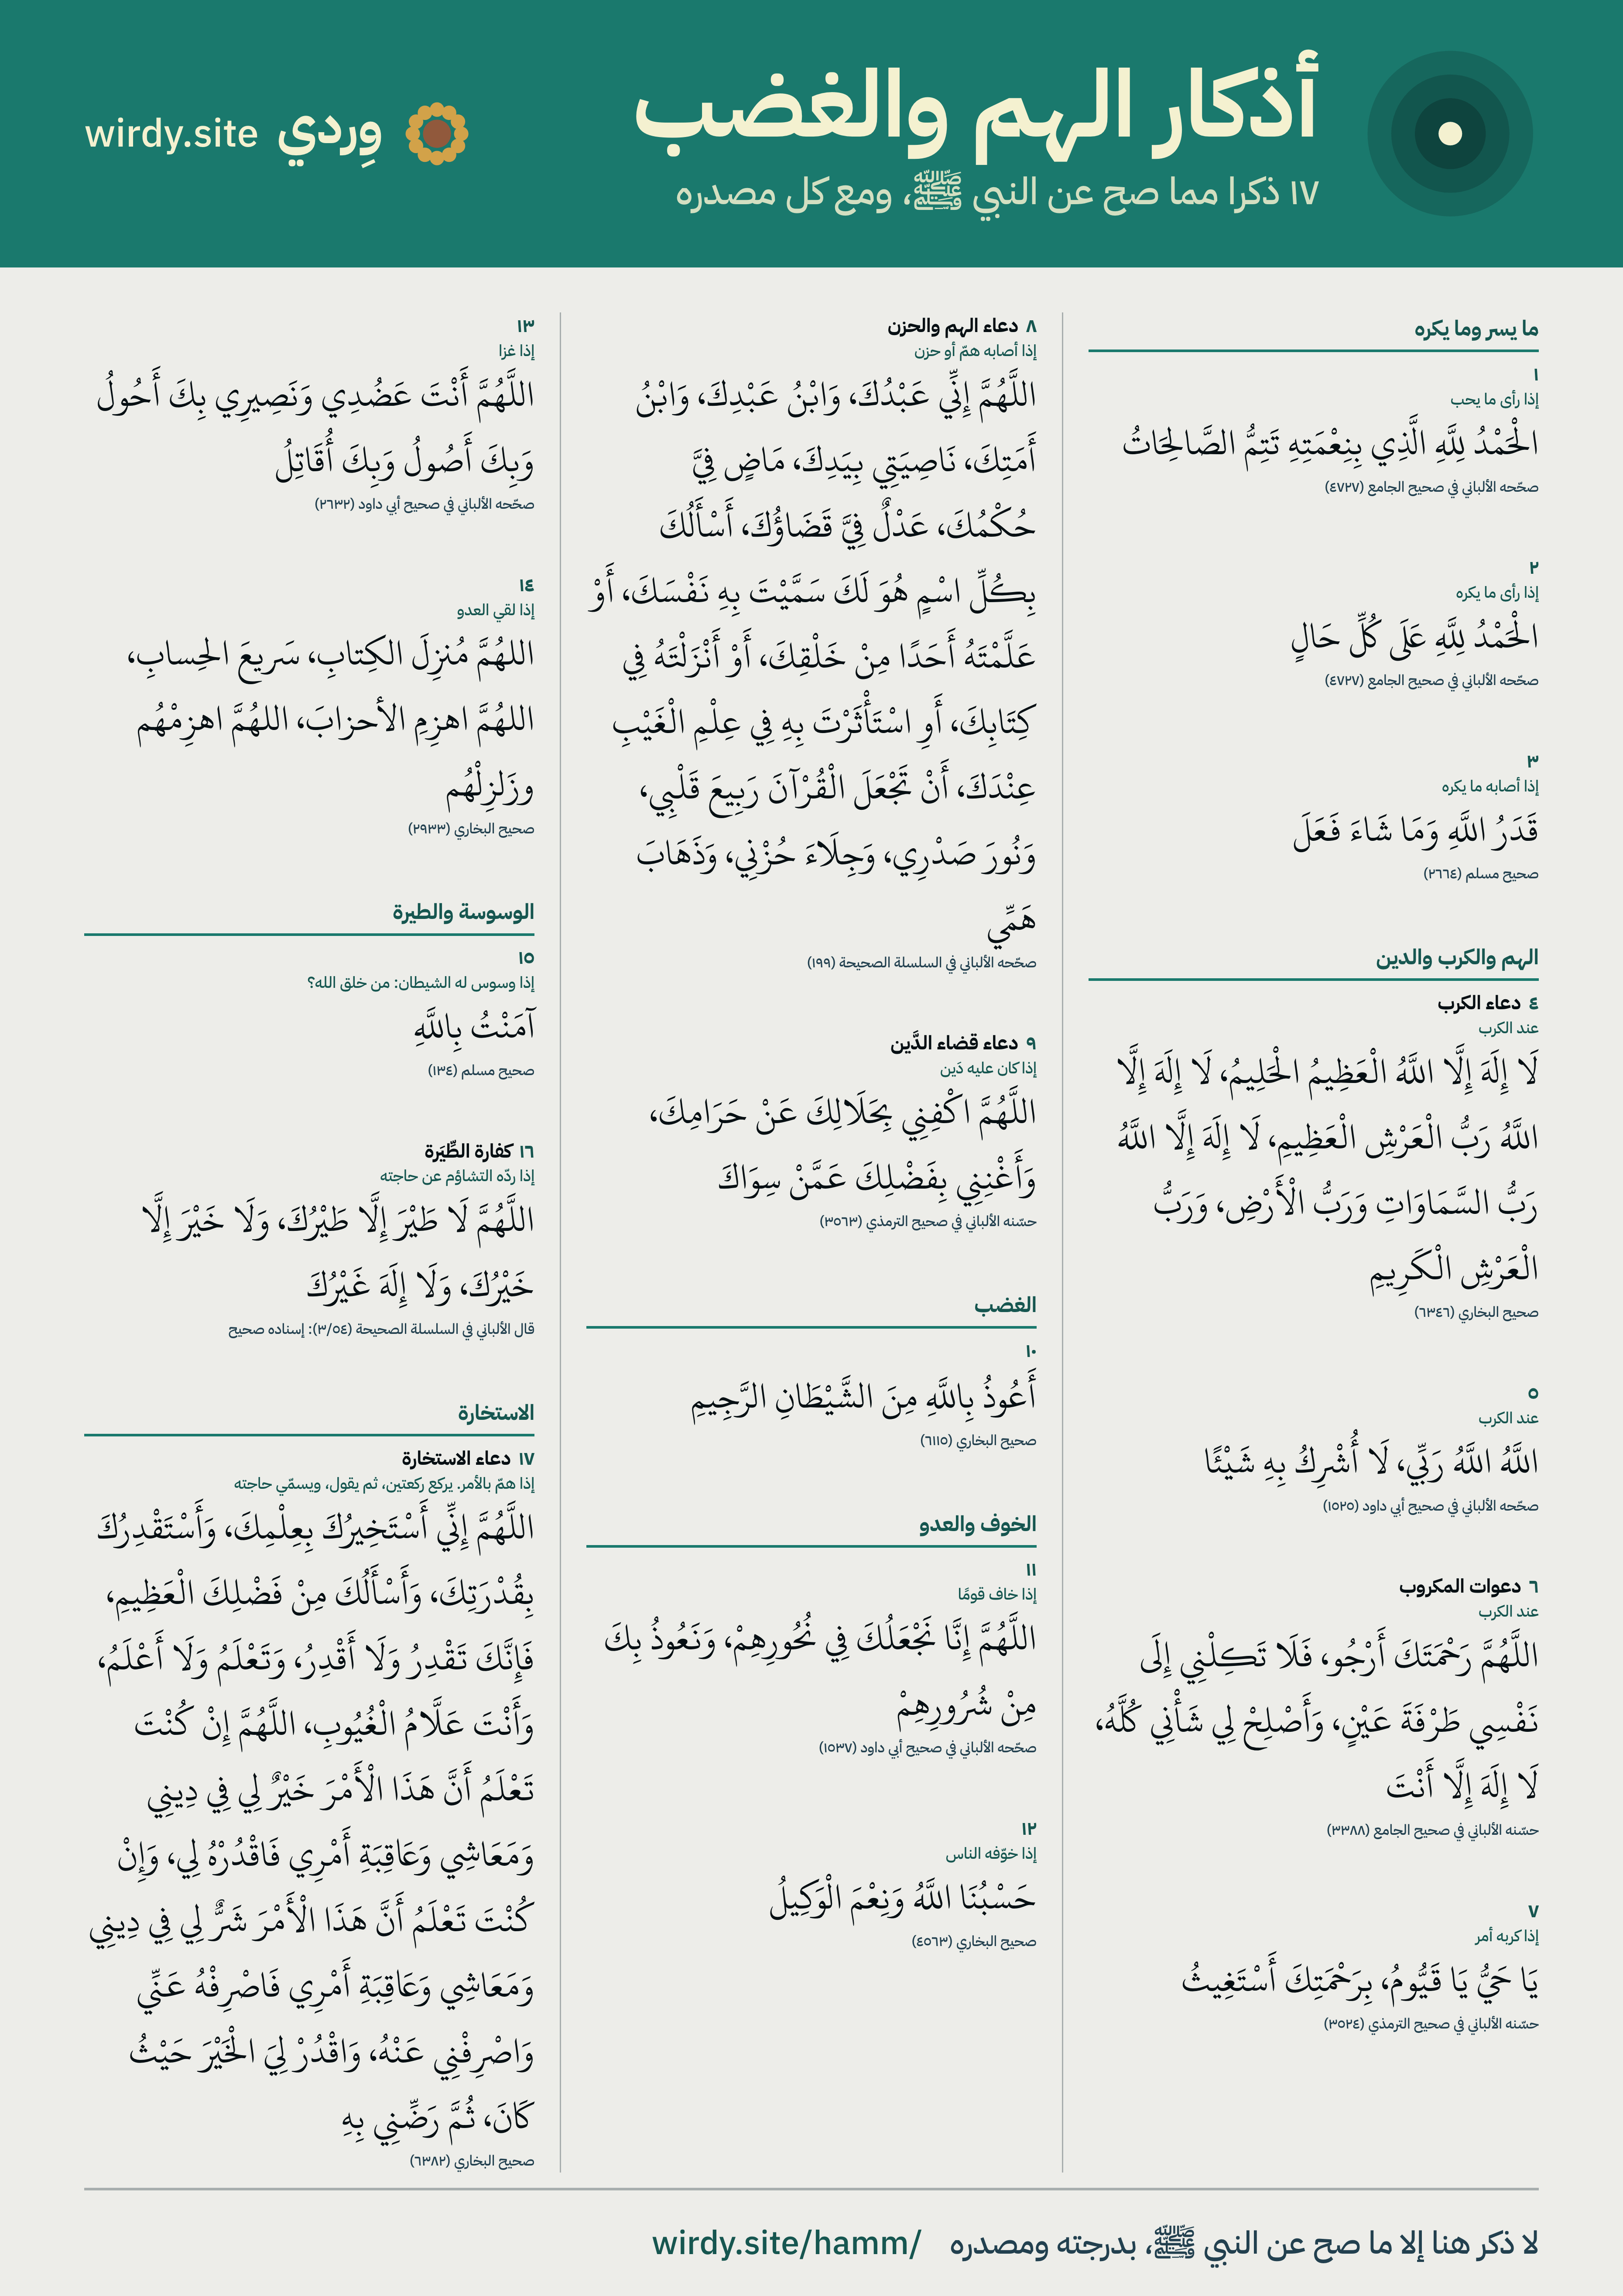 أذكار الهم والغضب
١٧ ذكرا مما صح عن النبي ﷺ، ومع كل مصدره
وِردي wirdy.site
ما يسر وما يكره
١
إذا رأى ما يحب
الْحَمْدُ لِلَّهِ الَّذِي بِنِعْمَتِهِ تَتِمُّ الصَّالِحَاتُ
صحّحه الألباني في صحيح الجامع (٤٧٢٧)
٢
إذا رأى ما يكره
الْحَمْدُ لِلَّهِ عَلَى كُلِّ حَالٍ
صحّحه الألباني في صحيح الجامع (٤٧٢٧)
٣
إذا أصابه ما يكره
قَدَرُ اللَّهِ وَمَا شَاءَ فَعَلَ
صحيح مسلم (٢٦٦٤)
الهم والكرب والدين
٤ دعاء الكرب
عند الكرب
لَا إِلَهَ إِلَّا اللَّهُ الْعَظِيمُ الْحَلِيمُ، لَا إِلَهَ إِلَّا
اللَّهُ رَبُّ الْعَرْشِ الْعَظِيمِ، لَا إِلَهَ إِلَّا اللَّهُ
رَبُّ السَّمَاوَاتِ وَرَبُّ الْأَرْضِ، وَرَبُّ
الْعَرْشِ الْكَرِيمِ
صحيح البخاري (٦٣٤٦)
٥
عند الكرب
اللَّهُ اللَّهُ رَبِّي، لَا أُشْرِكُ بِهِ شَيْئًا
صحّحه الألباني في صحيح أبي داود (١٥٢٥)
٦ دعوات المكروب
عند الكرب
اللَّهُمَّ رَحْمَتَكَ أَرْجُو، فَلَا تَكِلْنِي إِلَى
نَفْسِي طَرْفَةَ عَيْنٍ، وَأَصْلِحْ لِي شَأْنِي كُلَّهُ،
لَا إِلَهَ إِلَّا أَنْتَ
حسّنه الألباني في صحيح الجامع (٣٣٨٨)
٧
إذا كربه أمر
يَا حَيُّ يَا قَيُّومُ، بِرَحْمَتِكَ أَسْتَغِيثُ
حسّنه الألباني في صحيح الترمذي (٣٥٢٤)
٨ دعاء الهم والحزن
إذا أصابه همّ أو حزن
اللَّهُمَّ إِنِّي عَبْدُكَ، وَابْنُ عَبْدِكَ، وَابْنُ
أَمَتِكَ، نَاصِيَتِي بِيَدِكَ، مَاضٍ فِيَّ
حُكْمُكَ، عَدْلٌ فِيَّ قَضَاؤُكَ، أَسْأَلُكَ
بِكُلِّ اسْمٍ هُوَ لَكَ سَمَّيْتَ بِهِ نَفْسَكَ، أَوْ
عَلَّمْتَهُ أَحَدًا مِنْ خَلْقِكَ، أَوْ أَنْزَلْتَهُ فِي
كِتَابِكَ، أَوِ اسْتَأْثَرْتَ بِهِ فِي عِلْمِ الْغَيْبِ
عِنْدَكَ، أَنْ تَجْعَلَ الْقُرْآنَ رَبِيعَ قَلْبِي،
وَنُورَ صَدْرِي، وَجِلَاءَ حُزْنِي، وَذَهَابَ
هَمِّي
صحّحه الألباني في السلسلة الصحيحة (١٩٩)
٩ دعاء قضاء الدَّين
إذا كان عليه دَين
اللَّهُمَّ اكْفِنِي بِحَلَالِكَ عَنْ حَرَامِكَ،
وَأَغْنِنِي بِفَضْلِكَ عَمَّنْ سِوَاكَ
حسّنه الألباني في صحيح الترمذي (٣٥٦٣)
الغضب
١٠
أَعُوذُ بِاللَّهِ مِنَ الشَّيْطَانِ الرَّجِيمِ
صحيح البخاري (٦١١٥)
الخوف والعدو
١١
إذا خاف قومًا
اللَّهُمَّ إِنَّا نَجْعَلُكَ فِي نُحُورِهِمْ، وَنَعُوذُ بِكَ
مِنْ شُرُورِهِمْ
صحّحه الألباني في صحيح أبي داود (١٥٣٧)
١٢
إذا خوّفه الناس
حَسْبُنَا اللَّهُ وَنِعْمَ الْوَكِيلُ
صحيح البخاري (٤٥٦٣)
١٣
إذا غزا
اللَّهُمَّ أَنْتَ عَضُدِي وَنَصِيرِي بِكَ أَحُولُ
وَبِكَ أَصُولُ وَبِكَ أُقَاتِلُ
صحّحه الألباني في صحيح أبي داود (٢٦٣٢)
١٤
إذا لقي العدو
اللهُمَّ مُنزِلَ الكِتابِ، سَريعَ الحِسابِ،
اللهُمَّ اهزِمِ الأحزابَ، اللهُمَّ اهزِمْهُم
وزَلزِلْهُم
صحيح البخاري (٢٩٣٣)
الوسوسة والطيرة
١٥
إذا وسوس له الشيطان: من خلق الله؟
آمَنْتُ بِاللَّهِ
صحيح مسلم (١٣٤)
١٦ كفارة الطِّيَرَة
إذا ردّه التشاؤم عن حاجته
اللَّهُمَّ لَا طَيْرَ إِلَّا طَيْرُكَ، وَلَا خَيْرَ إِلَّا
خَيْرُكَ، وَلَا إِلَهَ غَيْرُكَ
قال الألباني في السلسلة الصحيحة (٣/٥٤): إسناده صحيح
الاستخارة
١٧ دعاء الاستخارة
إذا همّ بالأمر. يركع ركعتين، ثم يقول، ويسمّي حاجته
اللَّهُمَّ إِنِّي أَسْتَخِيرُكَ بِعِلْمِكَ، وَأَسْتَقْدِرُكَ
بِقُدْرَتِكَ، وَأَسْأَلُكَ مِنْ فَضْلِكَ الْعَظِيمِ،
فَإِنَّكَ تَقْدِرُ وَلَا أَقْدِرُ، وَتَعْلَمُ وَلَا أَعْلَمُ،
وَأَنْتَ عَلَّامُ الْغُيُوبِ، اللَّهُمَّ إِنْ كُنْتَ
تَعْلَمُ أَنَّ هَذَا الْأَمْرَ خَيْرٌ لِي فِي دِينِي
وَمَعَاشِي وَعَاقِبَةِ أَمْرِي فَاقْدُرْهُ لِي، وَإِنْ
كُنْتَ تَعْلَمُ أَنَّ هَذَا الْأَمْرَ شَرٌّ لِي فِي دِينِي
وَمَعَاشِي وَعَاقِبَةِ أَمْرِي فَاصْرِفْهُ عَنِّي
وَاصْرِفْنِي عَنْهُ، وَاقْدُرْ لِيَ الْخَيْرَ حَيْثُ
كَانَ، ثُمَّ رَضِّنِي بِهِ
صحيح البخاري (٦٣٨٢)
لا ذكر هنا إلا ما صح عن النبي ﷺ، بدرجته ومصدره wirdy.site/hamm/